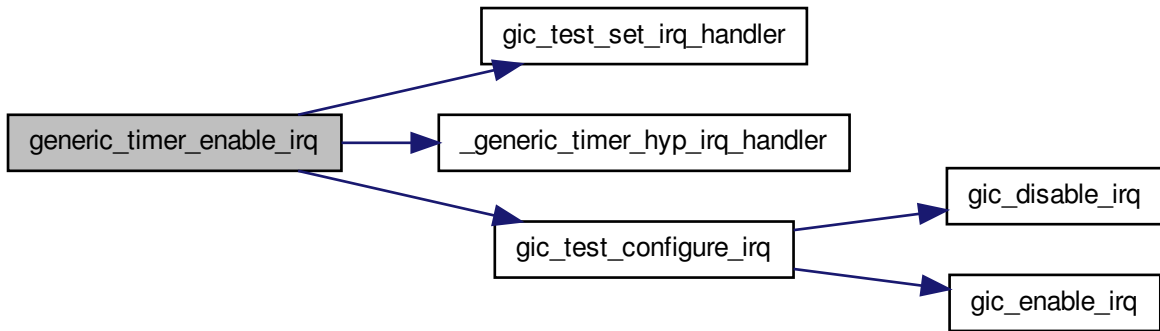 gic_test_set_irq_handler
generic_timer_enable_irq
_generic_timer_hyp_irq_handler
gic_disable_irq
gic_test_configure_irq
gic_enable_irq